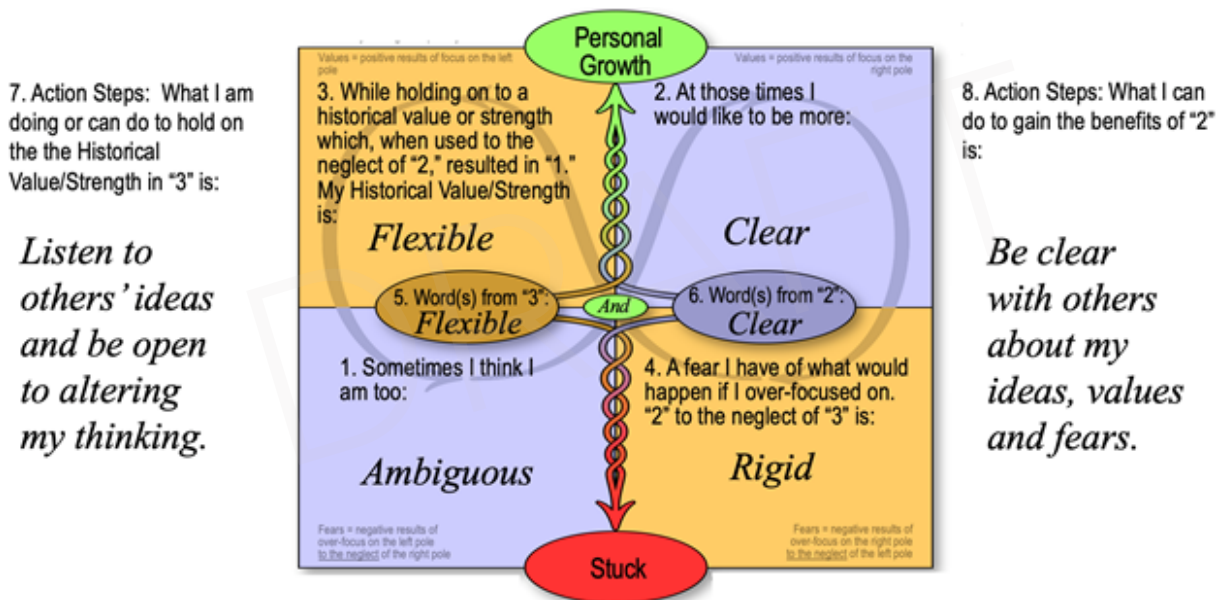 Personal
Growth
Values = positive results of focus on the left
pole
Values = positive results of focus on the
right pole
7. Action Steps: What I am
doing or can do to hold on
the the Historical
Value/Strength in “3” is:
Listen to
others’ ideas
and be open
to altering
my thinking.
3. While holding on to a
historical value or strength
which, when used to the
neglect of “2,” resulted in “1.”
My Historical Value/Strength
is:
Flexible
2. At those times I
would like to be more:
Clear
8. Action Steps: What I can
do to gain the benefits of “2”
is:
Be clear
with others
about my
ideas, values
and fears.
5. Word(s) from “3”:
Flexible
And
6. Word(s) from “2”:
Clear
1. Sometimes I think I
am too:
Ambiguous
4. A fear I have of what would
happen if I over-focused on.
“2” to the neglect of “3” is:
Rigid
Fears = negative results of
over-focus on the left pole
to the neglect of the right pole
Fears = negative results of
over-focus on the right pole
to the neglect of the left pole
Stuck
DRAFT